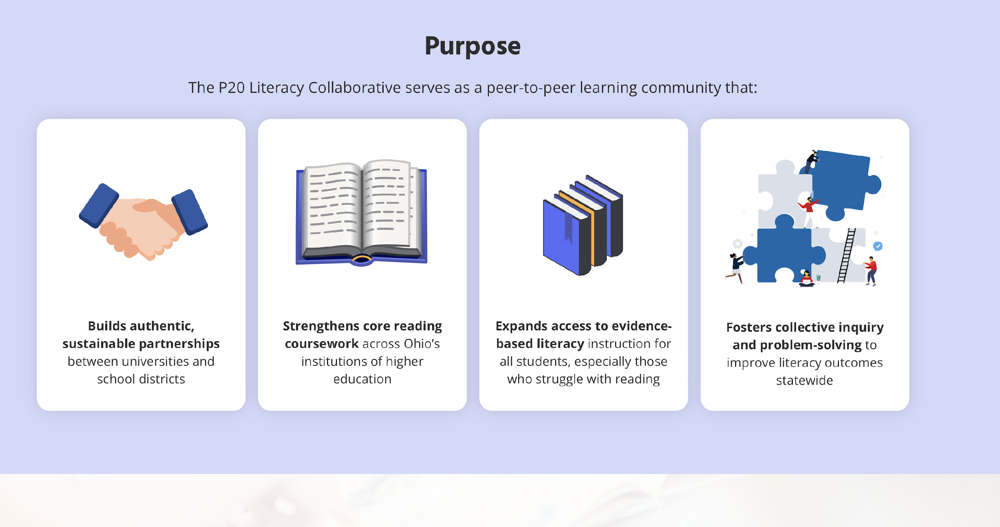 Purpose
The P20 Literacy Collaborative serves as a peer-to-peer learning community that:
Builds authentic,
sustainable partnerships
between universities and
school districts
Strengthens core reading
coursework across Ohio’s
institutions of higher
education
Expands access to evidence-
based literacy instruction for
all students, especially those
who struggle with reading
Fosters collective inquiry
and problem-solving to
improve literacy outcomes
statewide